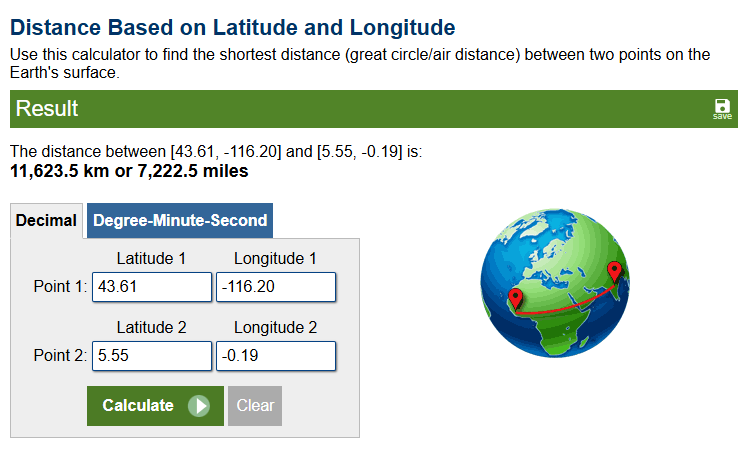 Distance Based on Latitude and Longitude
Use this calculator to find the shortest distance (great circle/air distance) between two points on the
Earth's surface.
Result
save
The distance between [43.61, -116.20] and [5.55, -0.19] is:
11,623.5 km or 7,222.5 miles
Decimal Degree-Minute-Second
Latitude 1 Longitude 1
Point 1: 43.61 -116.20
Latitude 2 Longitude 2
Point 2: 5.55 -0.19
Calculate Clear